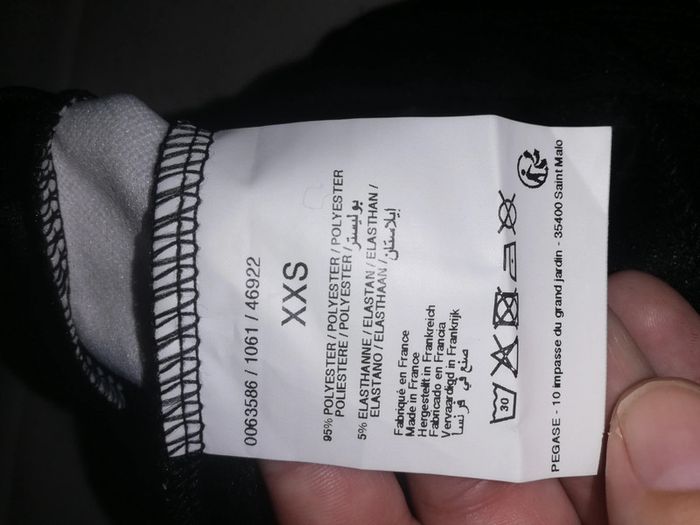 0063586 / 1061 / 46922
XXS
95% POLYESTER / POLYESTER / POLYESTER
POLIESTERE / POLYESTER / بوليستر
5% ELASTHANNE / ELASTAN / ELASTHAN /
ELASTANO / ELASTHAAN / إيلاستان
Fabriqué en France
Made in France
Hergestellt in Frankreich
Fabricado en Francia
Vervaardigd in Frankrijk
صنع في فرنسا
30
PEGASE - 10 impasse du grand jardin - 35400 Saint Malo